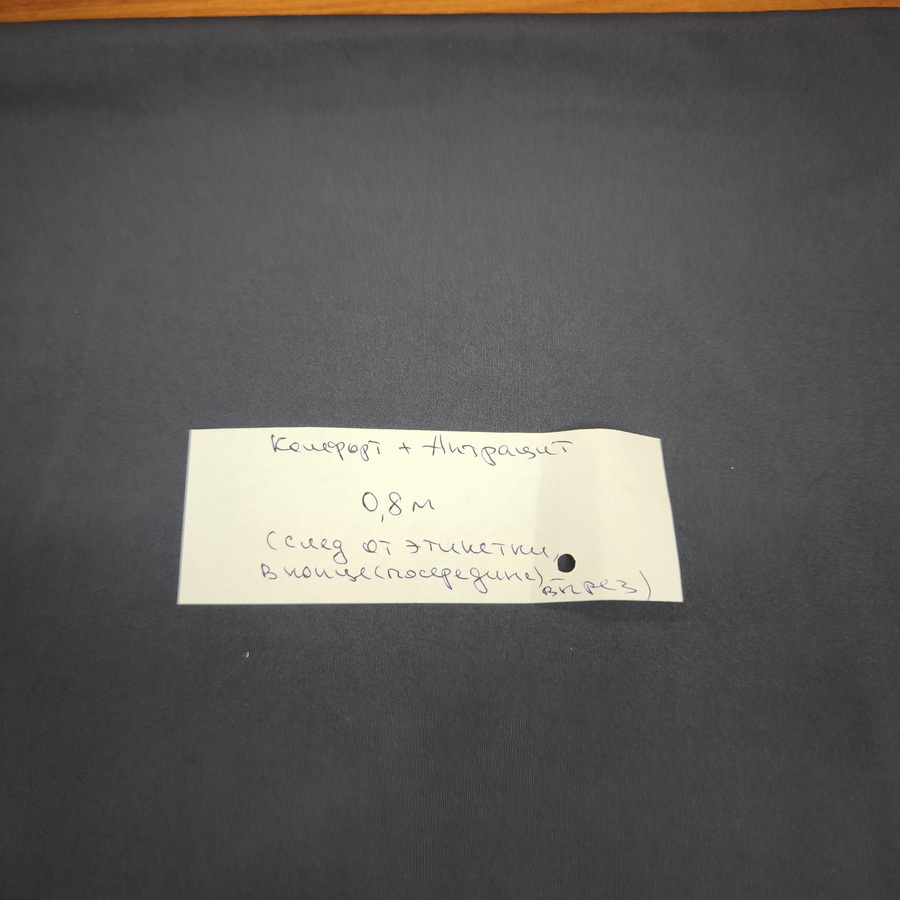 Комфорт + Антрацит
0,8 м
(след от этикетки,
в конце (посередине) вырез)